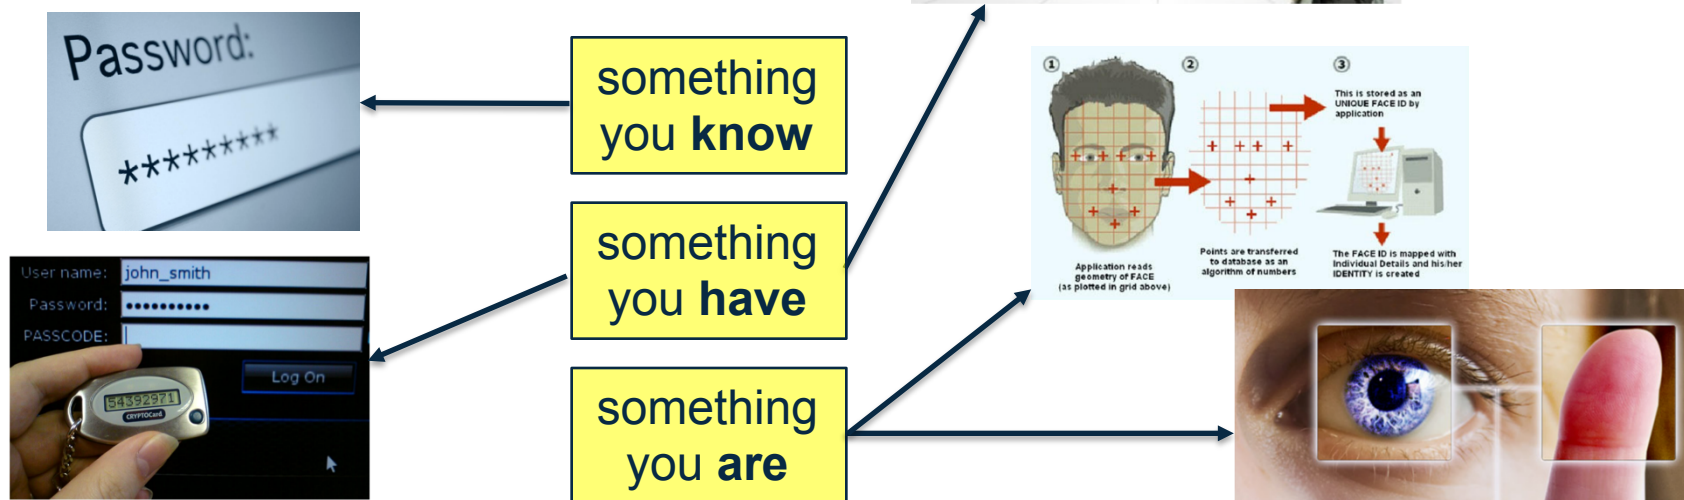 Password:
*********
something
you know
User name: john_smith
Password: ••••••••••
PASSCODE:
Log On
54392971
CRYPTOCard
something
you have
something
you are
1
2
3
Application reads
geometry of FACE
(as plotted in grid above)
Points are transferred
to database as an
algorithm of numbers
This is stored as an
UNIQUE FACE ID by
application
The FACE ID is mapped with
Individual Details and his/her
IDENTITY is created